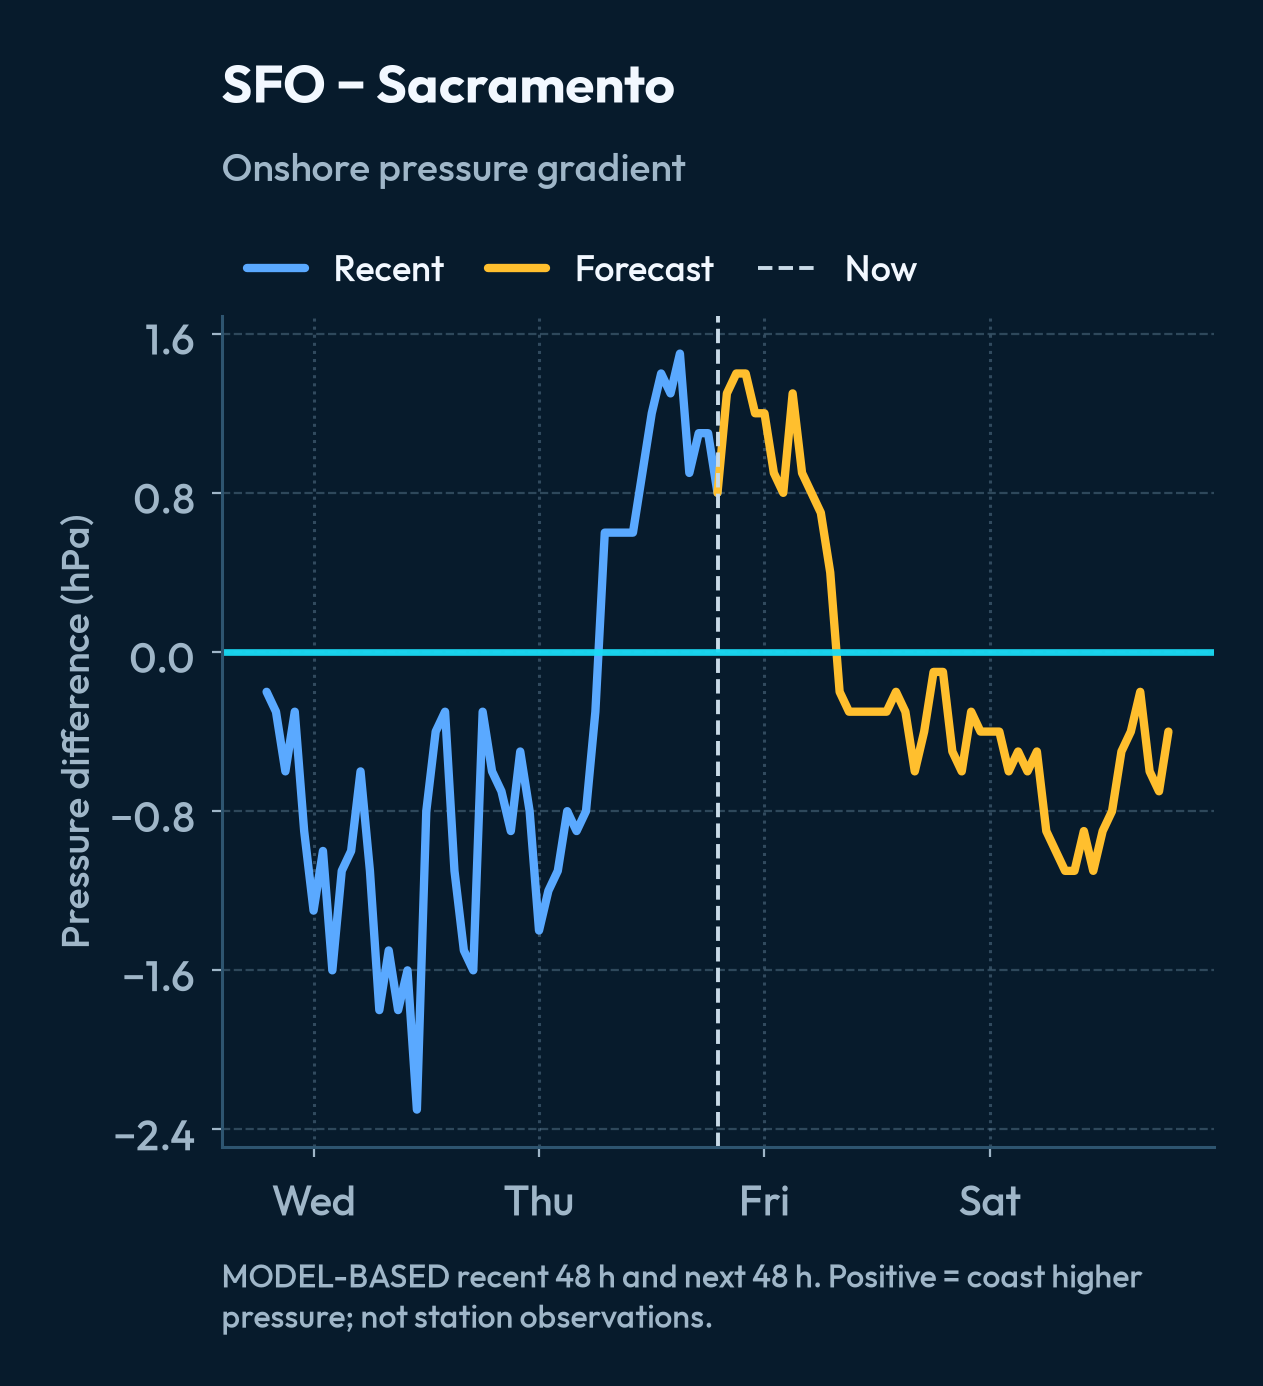 SFO – Sacramento
Onshore pressure gradient
Recent Forecast Now
Pressure difference (hPa)
1.6
0.8
0.0
−0.8
−1.6
−2.4
Wed Thu Fri Sat
MODEL-BASED recent 48 h and next 48 h. Positive = coast higher
pressure; not station observations.